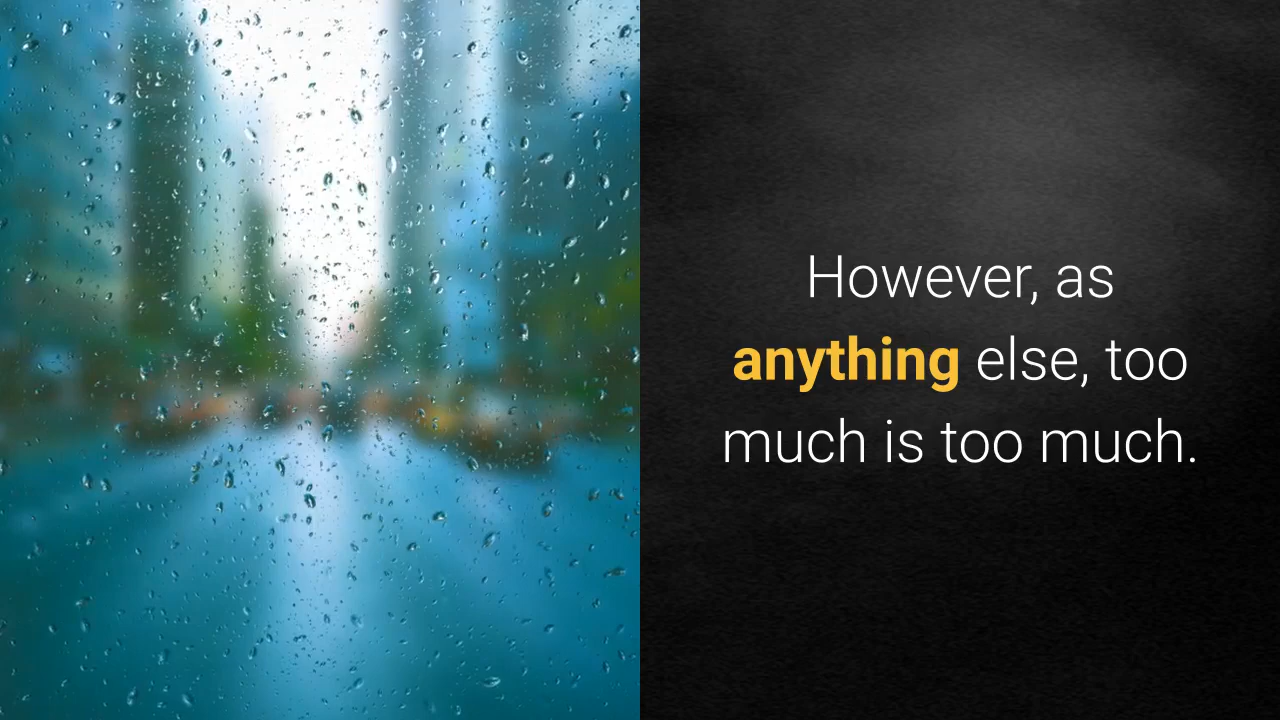 However, as
anything else, too
much is too much.